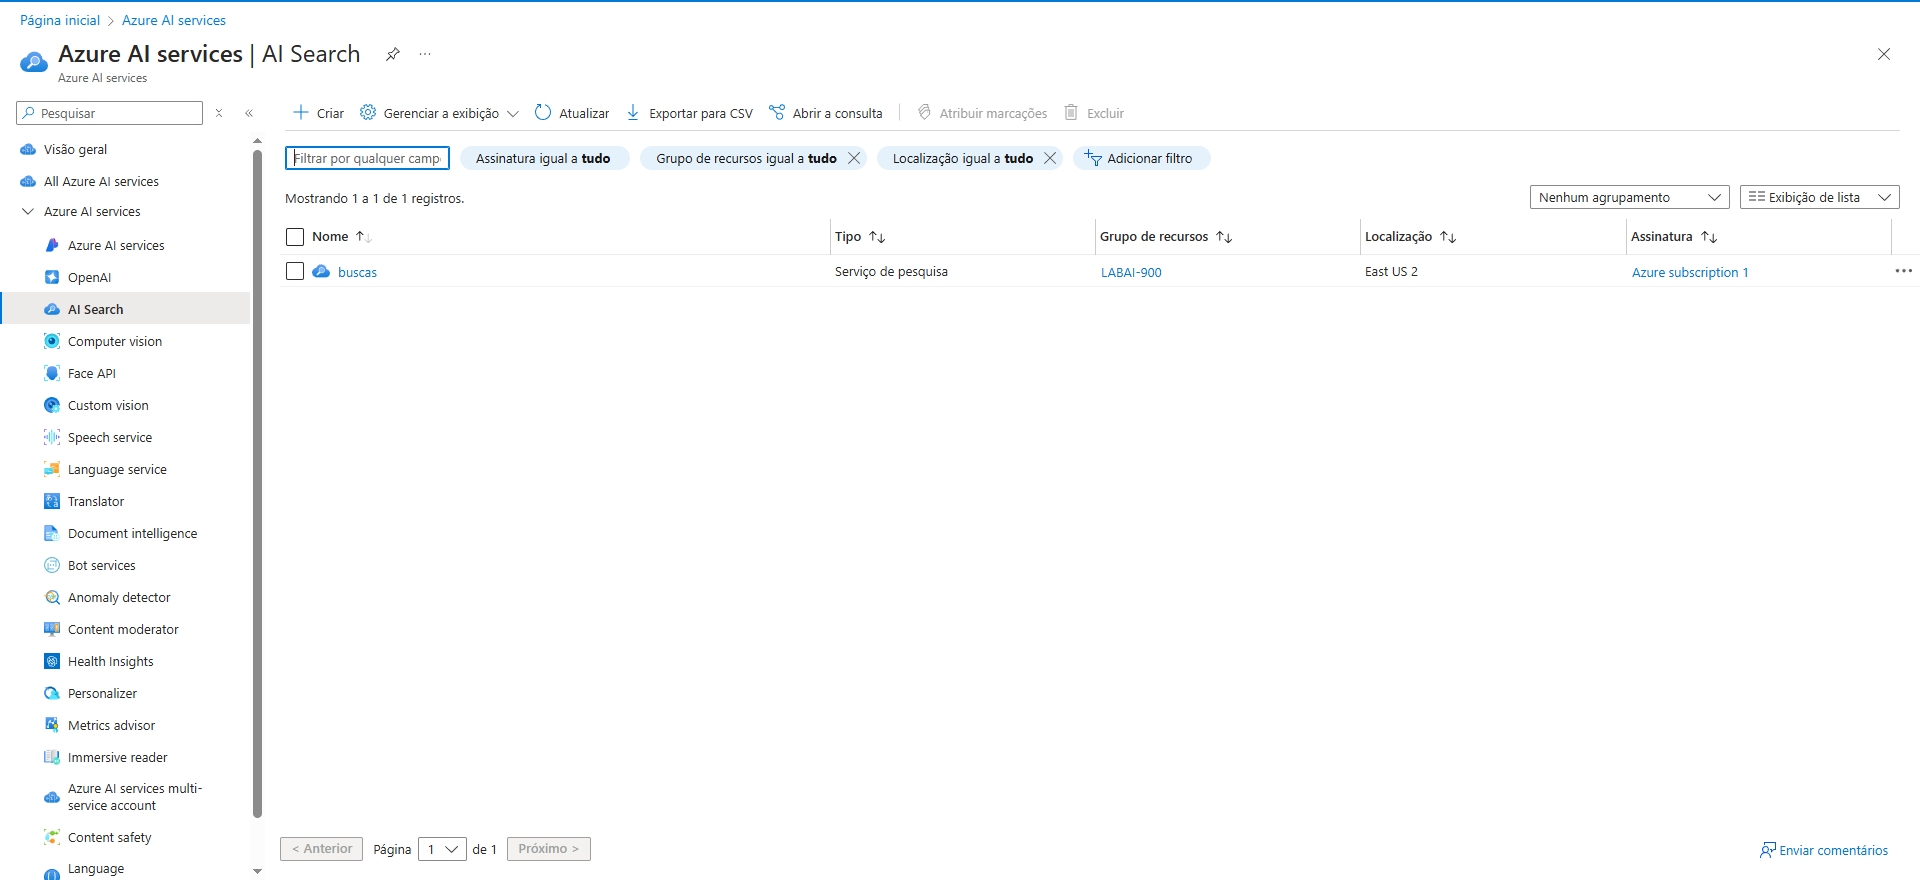 Página inicial > Azure AI services
Azure AI services | AI Search
Azure AI services
Pesquisar
Visão geral
All Azure AI services
Azure AI services
Azure AI services
OpenAI
AI Search
Computer vision
Face API
Custom vision
Speech service
Language service
Translator
Document intelligence
Bot services
Anomaly detector
Content moderator
Health Insights
Personalizer
Metrics advisor
Immersive reader
Azure AI services multi-
service account
Content safety
Language
Criar Gerenciar a exibição Atualizar Exportar para CSV Abrir a consulta Atribuir marcações Excluir
Filtrar por qualquer camp Assinatura igual a tudo Grupo de recursos igual a tudo Localização igual a tudo Adicionar filtro
Mostrando 1 a 1 de 1 registros. Nenhum agrupamento Exibição de lista
Nome Tipo Grupo de recursos Localização Assinatura
buscas Serviço de pesquisa LABAI-900 East US 2 Azure subscription 1
< Anterior Página 1 de 1 Próximo >
Enviar comentários